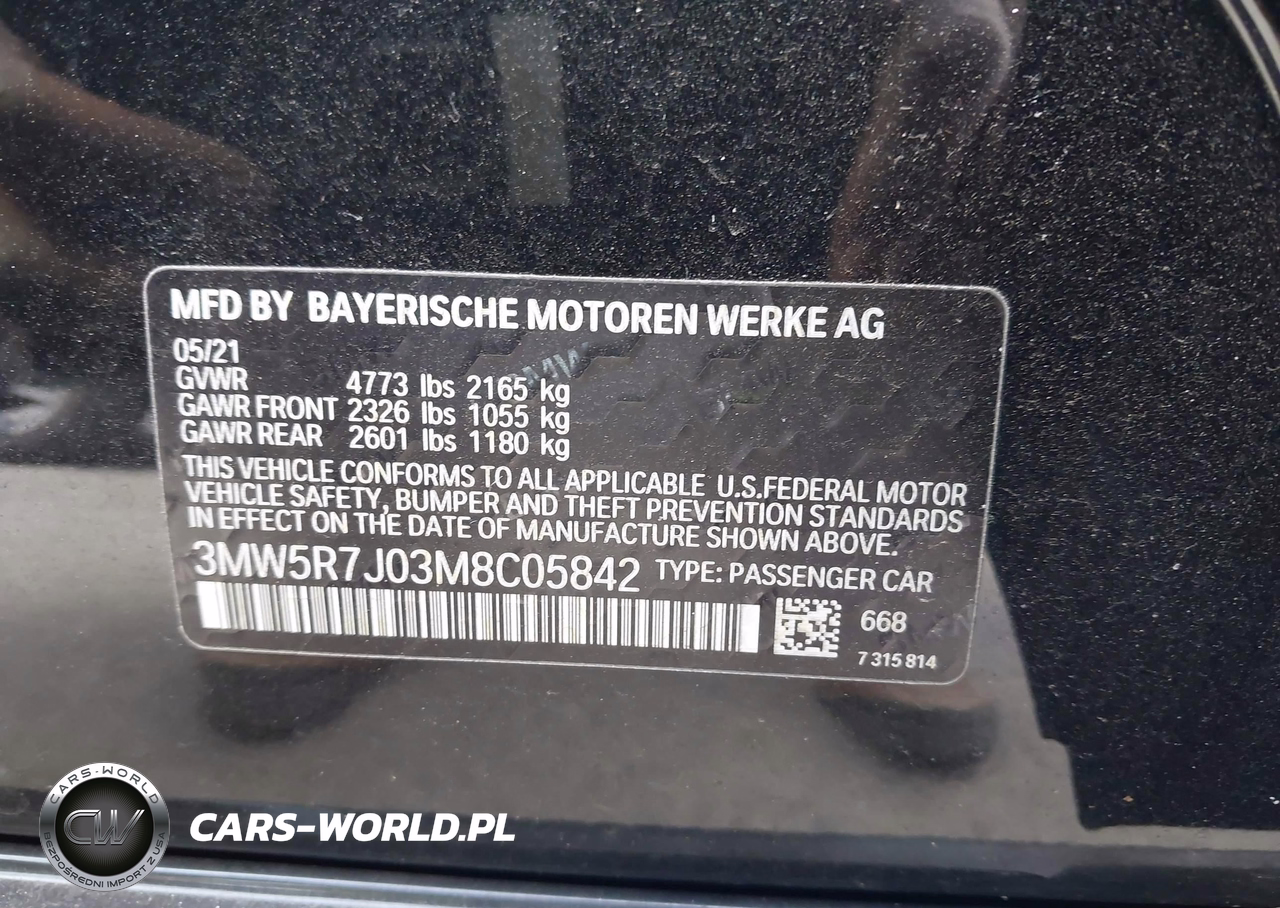 MFD BY BAYERISCHE MOTOREN WERKE AG
05/21
GVWR 4773 lbs 2165 kg
GAWR FRONT 2326 lbs 1055 kg
GAWR REAR 2601 lbs 1180 kg
THIS VEHICLE CONFORMS TO ALL APPLICABLE U.S.FEDERAL MOTOR
VEHICLE SAFETY, BUMPER AND THEFT PREVENTION STANDARDS
IN EFFECT ON THE DATE OF MANUFACTURE SHOWN ABOVE.
3MW5R7J03M8C05842 TYPE: PASSENGER CAR
668
7 315 814
CARS-WORLD
CW
BEZPOŚREDNI IMPORT Z USA
CARS-WORLD.PL